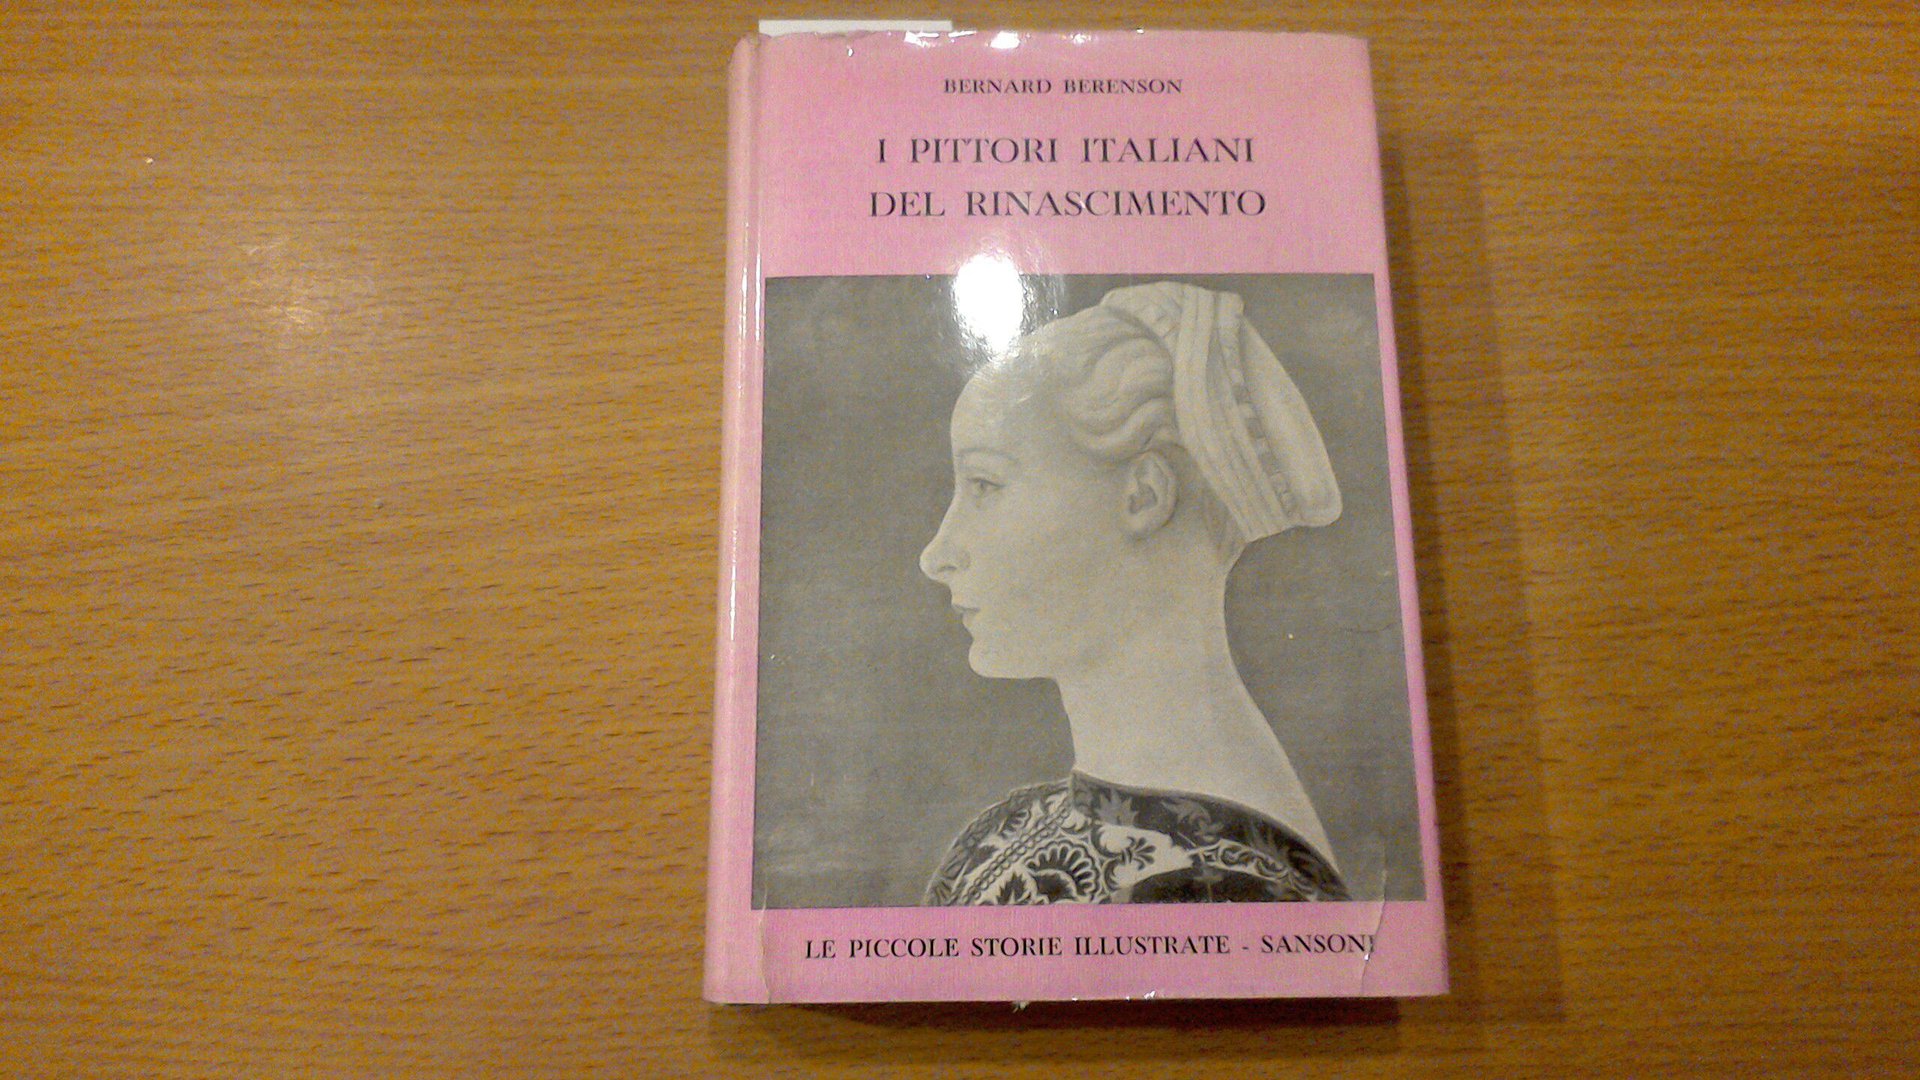 BERNARD BERENSON
I PITTORI ITALIANI
DEL RINASCIMENTO
LE PICCOLE STORIE ILLUSTRATE - SANSONI